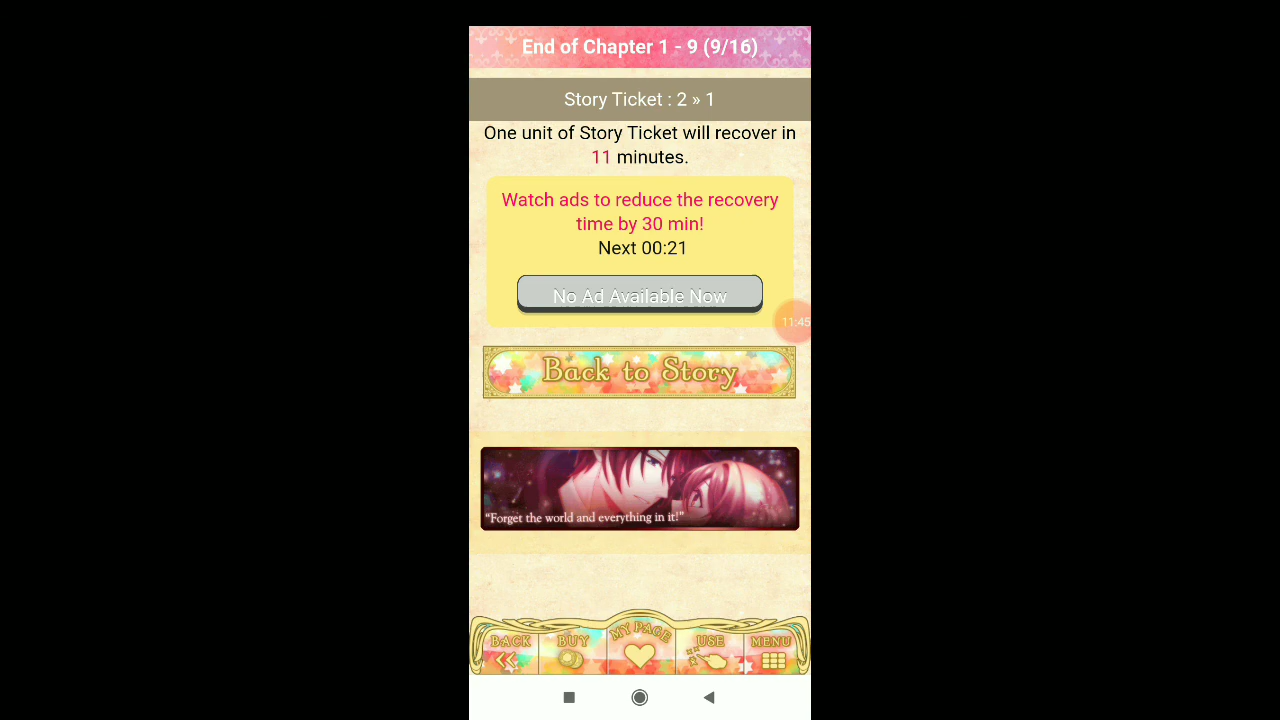 End of Chapter 1 - 9 (9/16)
Story Ticket : 2 » 1
One unit of Story Ticket will recover in
11 minutes.
Watch ads to reduce the recovery
time by 30 min!
Next 00:21
No Ad Available Now
11:45
Back to Story
“Forget the world and everything in it!”
BACK BUY MY PAGE USE MENU